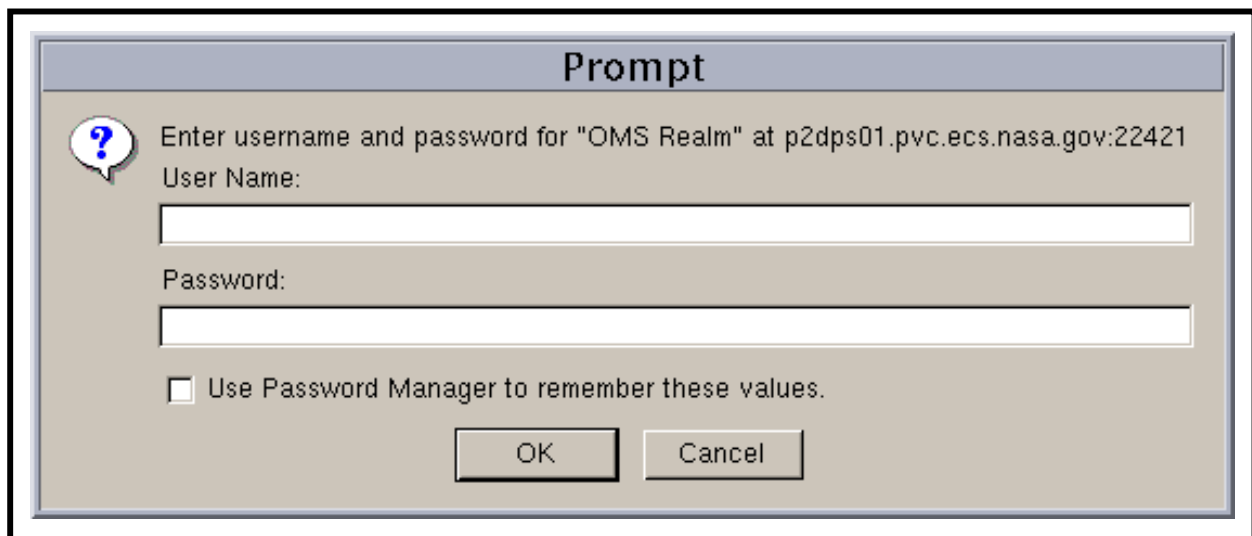 Prompt
?
Enter username and password for "OMS Realm" at p2dps01.pvc.ecs.nasa.gov:22421
User Name:
Password:
Use Password Manager to remember these values.
OK Cancel